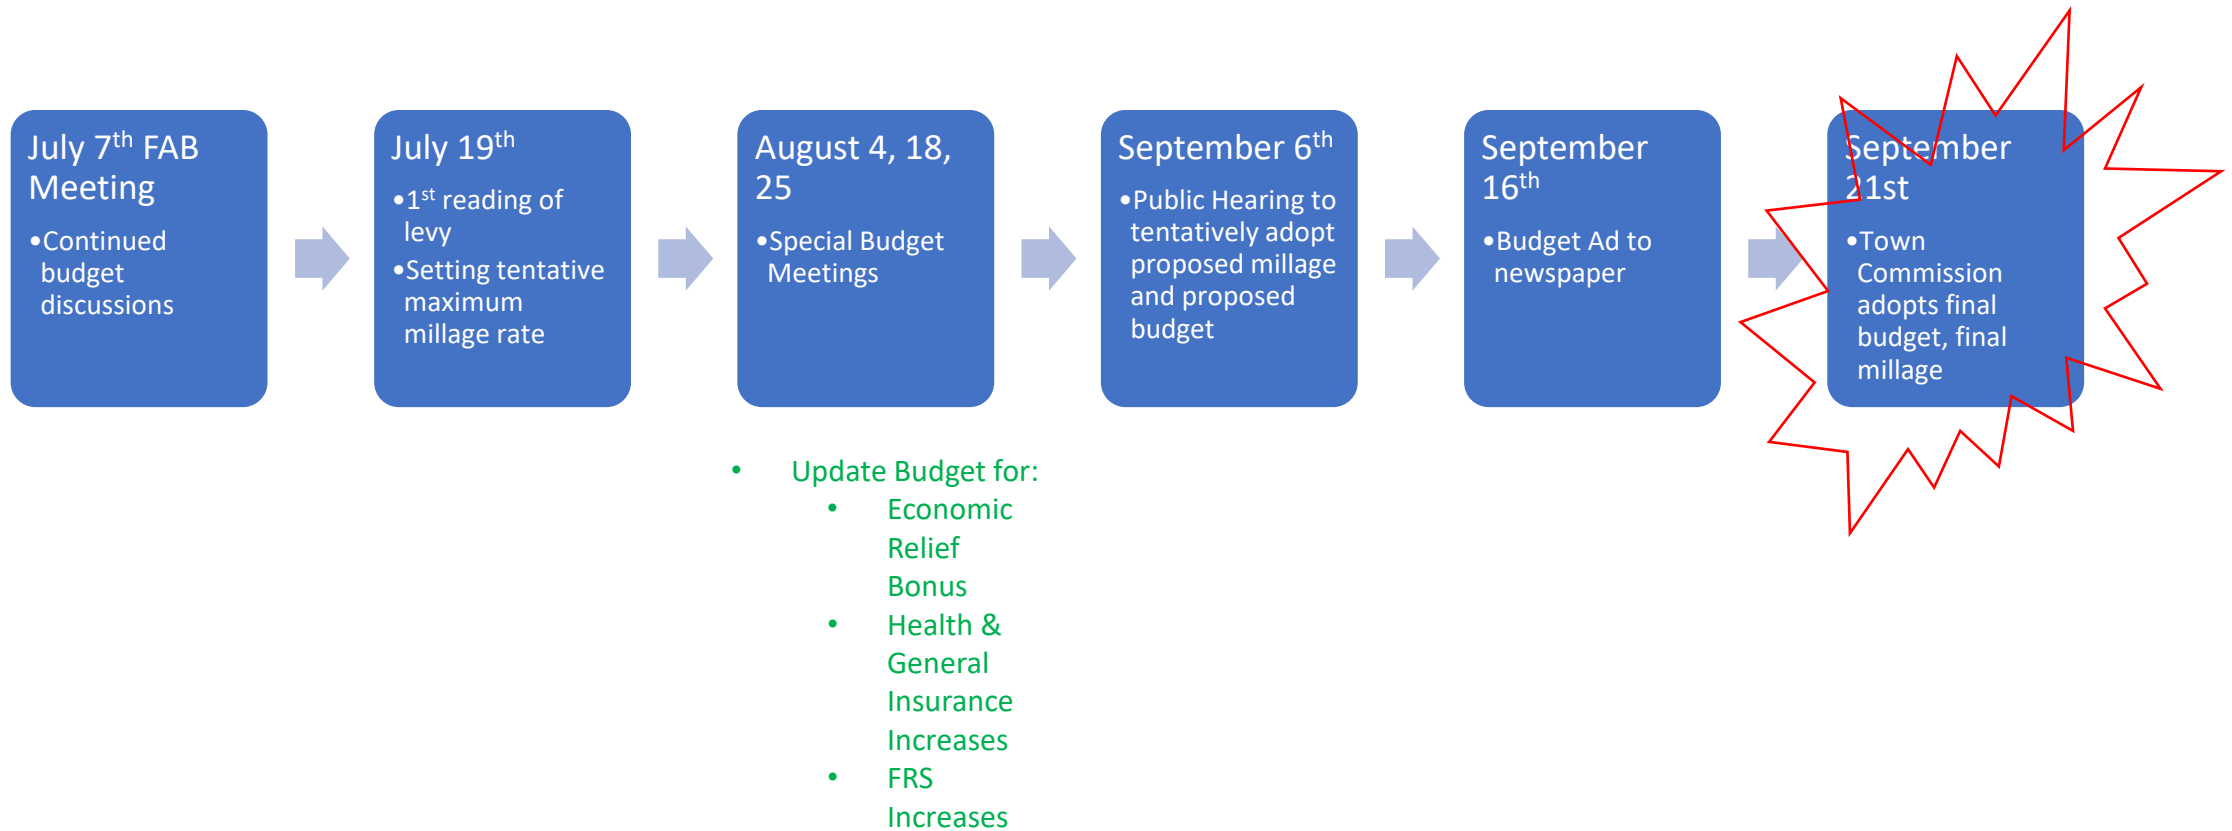 July 7th FAB
Meeting
•Continued
budget
discussions
July 19th
•1st reading of
levy
•Setting tentative
maximum
millage rate
August 4, 18,
25
•Special Budget
Meetings
September 6th
•Public Hearing to
tentatively adopt
proposed millage
and proposed
budget
September
16th
•Budget Ad to
newspaper
September
21st
•Town
Commission
adopts final
budget, final
millage
• Update Budget for:
• Economic
Relief
Bonus
• Health &
General
Insurance
Increases
• FRS
Increases